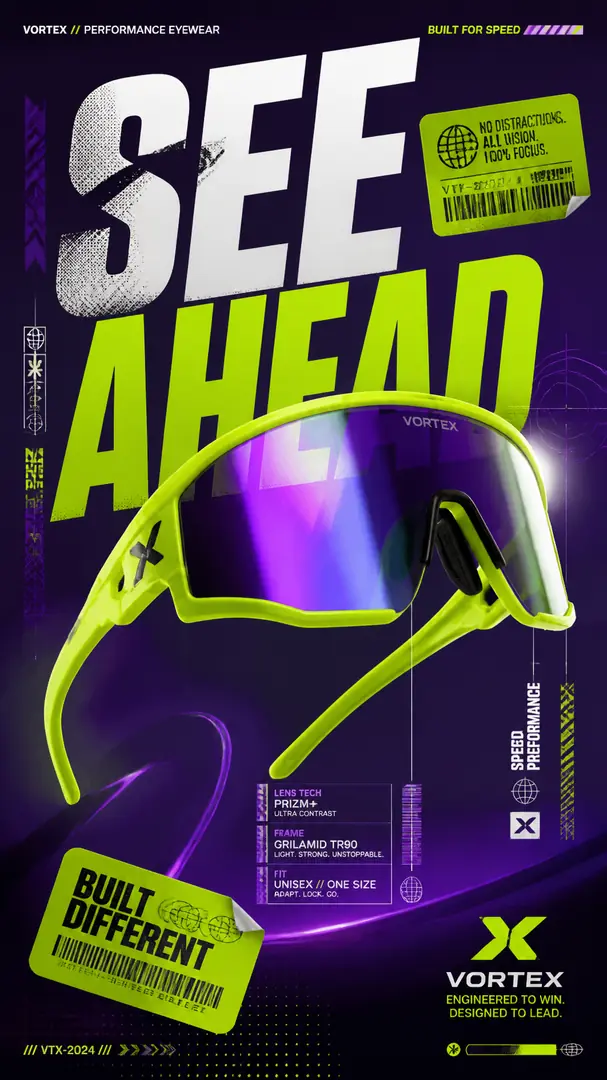 VORTEX // PERFORMANCE EYEWEAR
BUILT FOR SPEED
SEE
AHEAD
NO DISTRACTIONS.
ALL VISION.
100% FOCUS.
VORTEX
X
SPEED
PREFORMANCE
X
LENS TECH
PRIZM+
ULTRA CONTRAST
FRAME
GRILAMID TR90
LIGHT. STRONG. UNSTOPPABLE.
FIT
UNISEX // ONE SIZE
ADAPT. LOCK. GO.
BUILT
DIFFERENT
VORTEX
ENGINEERED TO WIN.
DESIGNED TO LEAD.
/// VTX-2024 ///